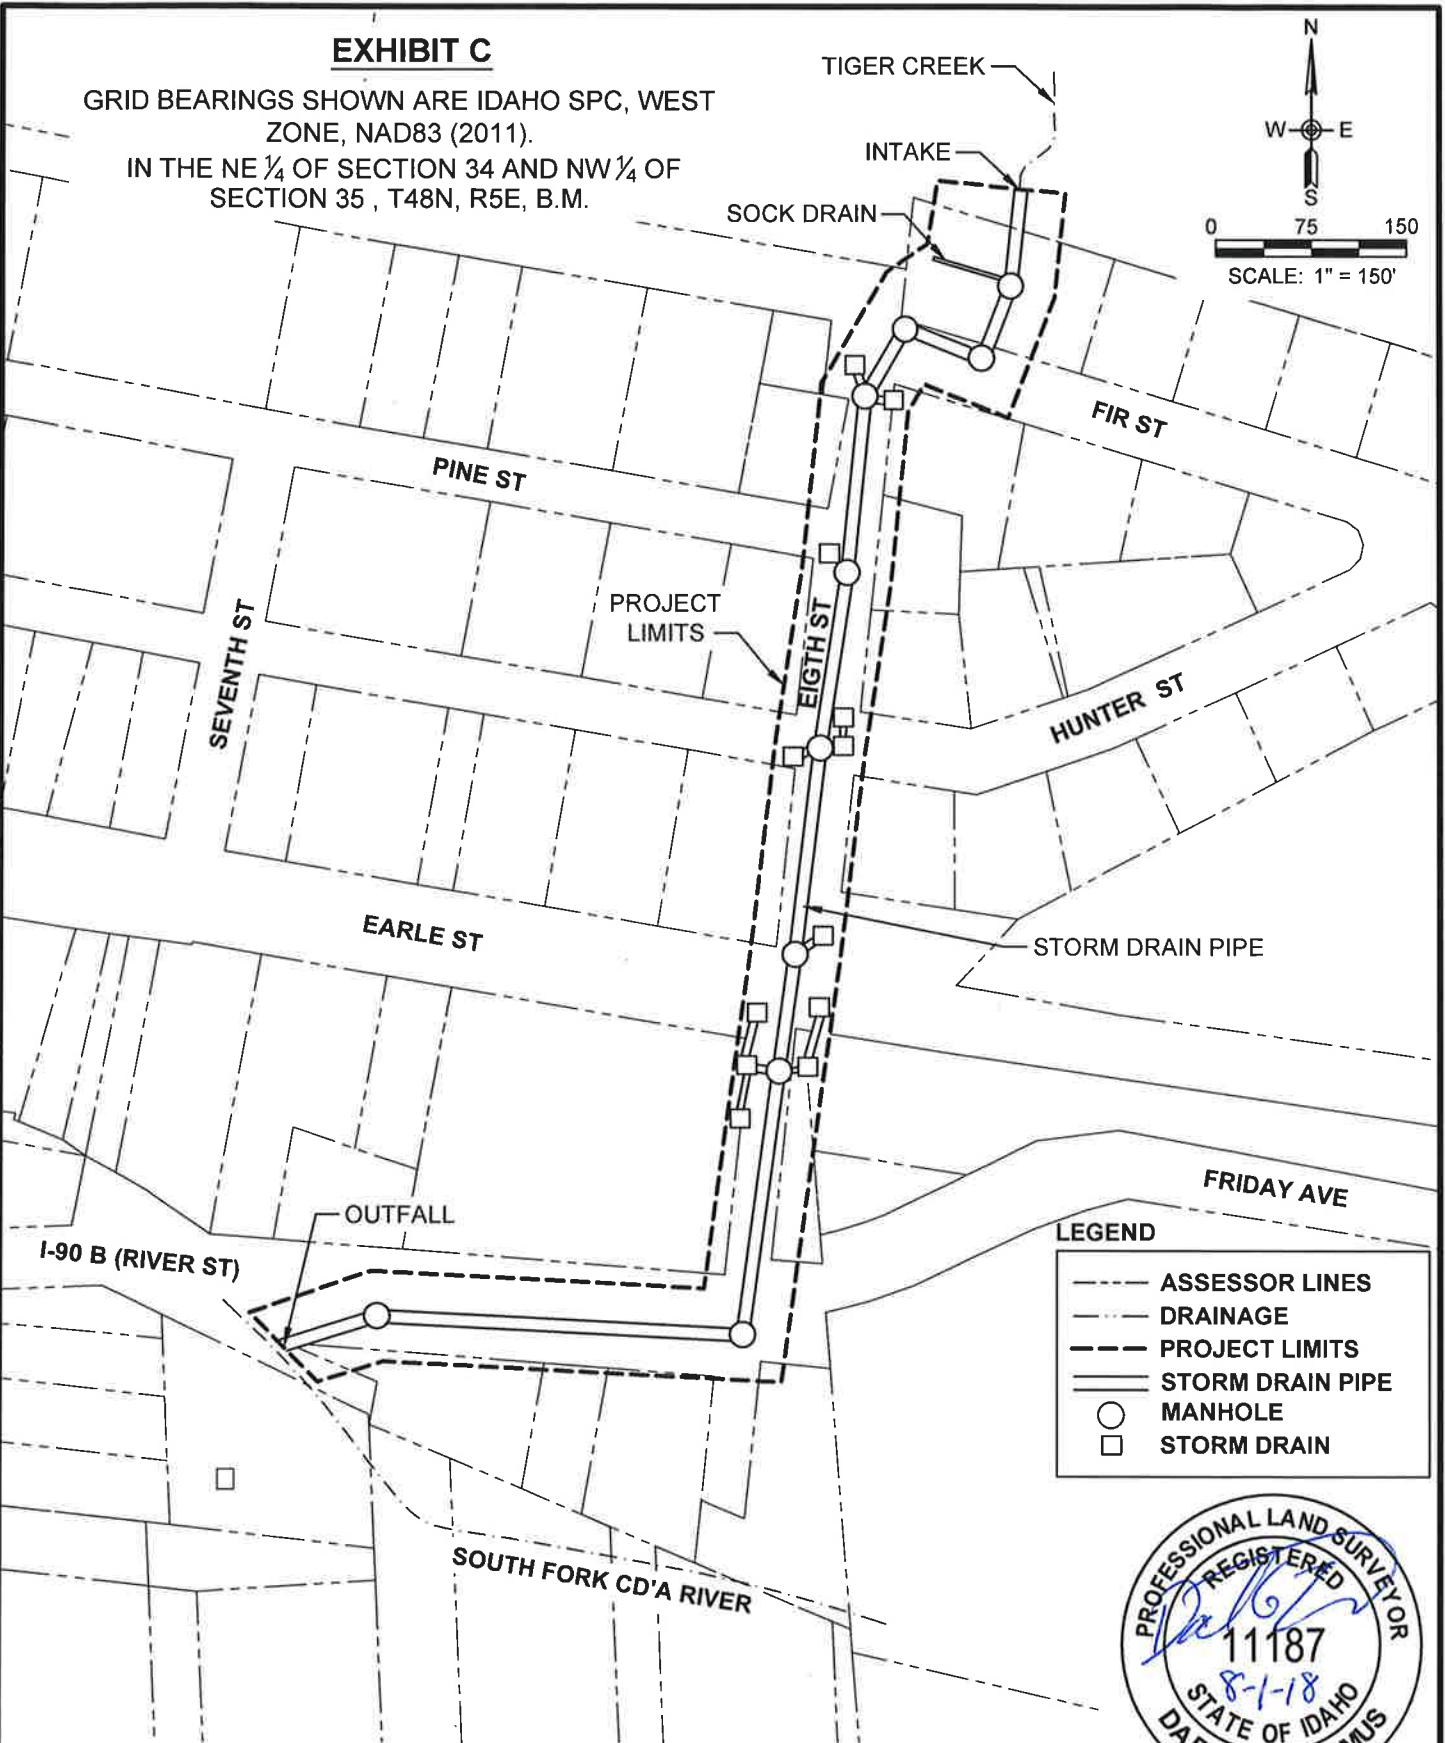 EXHIBIT C
GRID BEARINGS SHOWN ARE IDAHO SPC, WEST
ZONE, NAD83 (2011).
IN THE NE ¼ OF SECTION 34 AND NW ¼ OF
SECTION 35 , T48N, R5E, B.M.
TIGER CREEK
INTAKE
SOCK DRAIN
N
W E
S
0 75 150
SCALE: 1" = 150'
FIR ST
PINE ST
PROJECT
LIMITS
EIGTH ST
SEVENTH ST
HUNTER ST
EARLE ST
STORM DRAIN PIPE
FRIDAY AVE
OUTFALL
I-90 B (RIVER ST)
LEGEND
ASSESSOR LINES
DRAINAGE
PROJECT LIMITS
STORM DRAIN PIPE
MANHOLE
STORM DRAIN
SOUTH FORK CD'A RIVER
PROFESSIONAL LAND SURVEYOR
REGISTERED
11187
8-1-18
STATE OF IDAHO